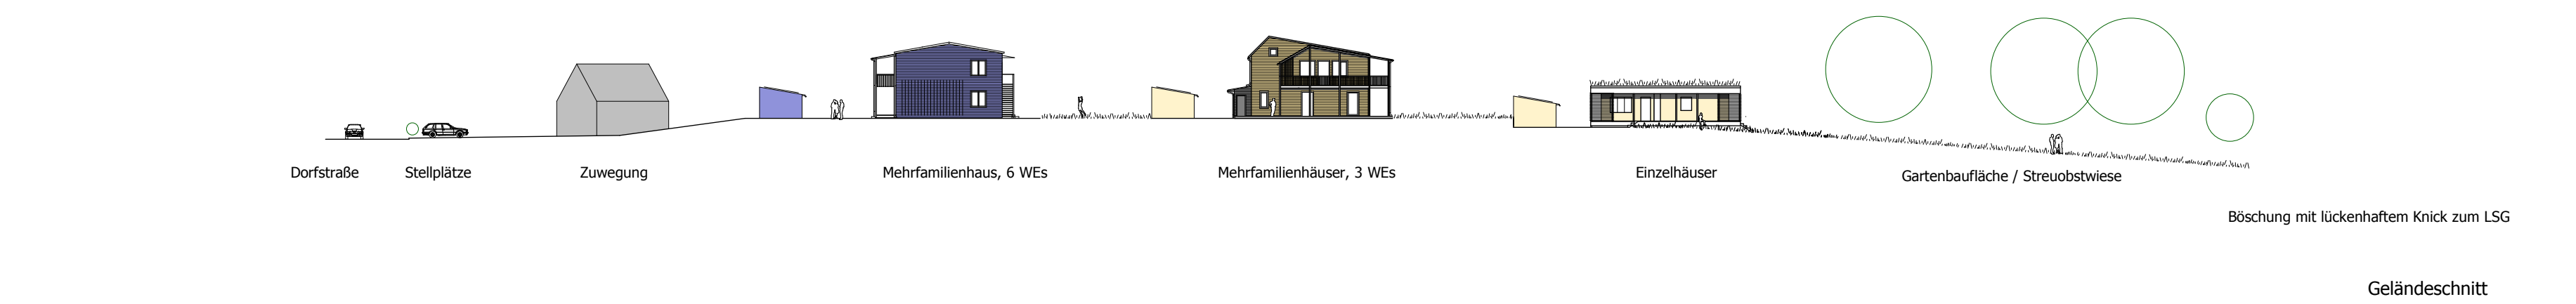 Dorfstraße
Stellplätze
Zuwegung
Mehrfamilienhaus, 6 WEs
Mehrfamilienhäuser, 3 WEs
Einzelhäuser
Gartenbaufläche / Streuobstwiese
Böschung mit lückenhaftem Knick zum LSG
Geländeschnitt